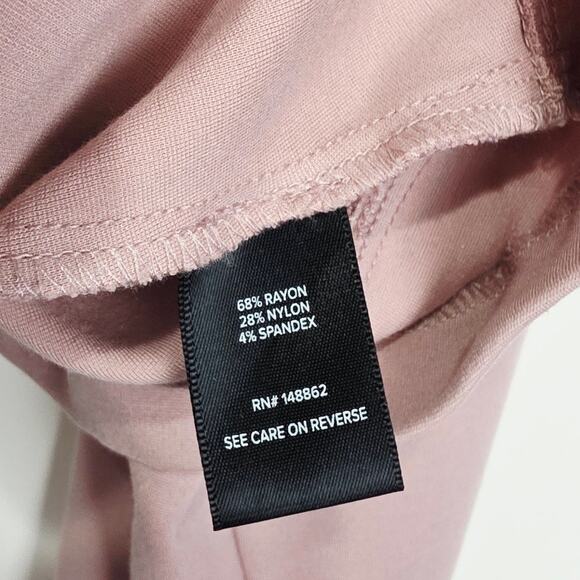 68% RAYON
28% NYLON
4% SPANDEX
RN# 148862
SEE CARE ON REVERSE